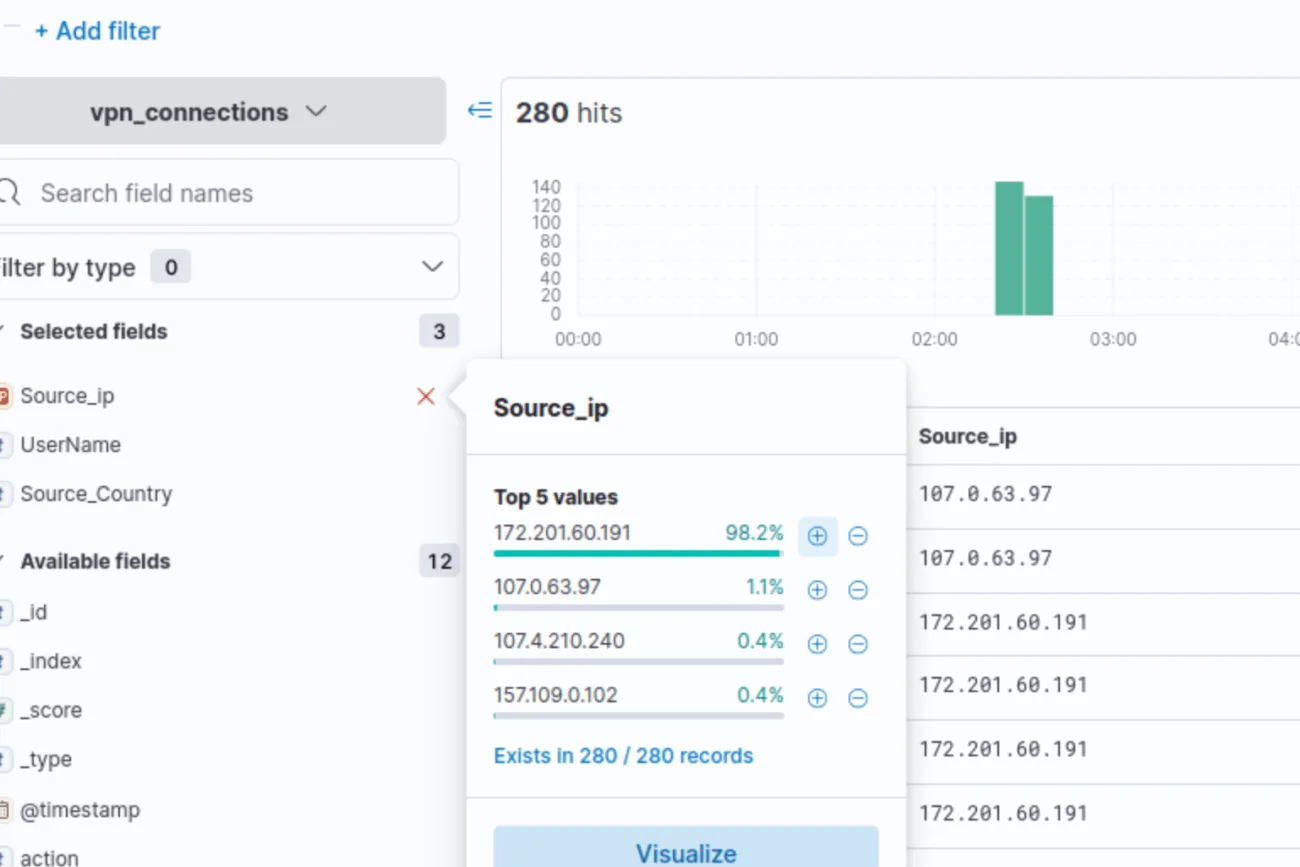 + Add filter
vpn_connections
280 hits
Search field names
ilter by type 0
140
120
100
80
60
40
20
0
00:00 01:00 02:00 03:00 04:0
Selected fields 3
Source_ip
UserName
Source_Country
Available fields 12
_id
_index
_score
_type
@timestamp
action
Source_ip
Top 5 values
172.201.60.191 98.2%
107.0.63.97 1.1%
107.4.210.240 0.4%
157.109.0.102 0.4%
Exists in 280 / 280 records
Visualize
Source_ip
107.0.63.97
107.0.63.97
172.201.60.191
172.201.60.191
172.201.60.191
172.201.60.191